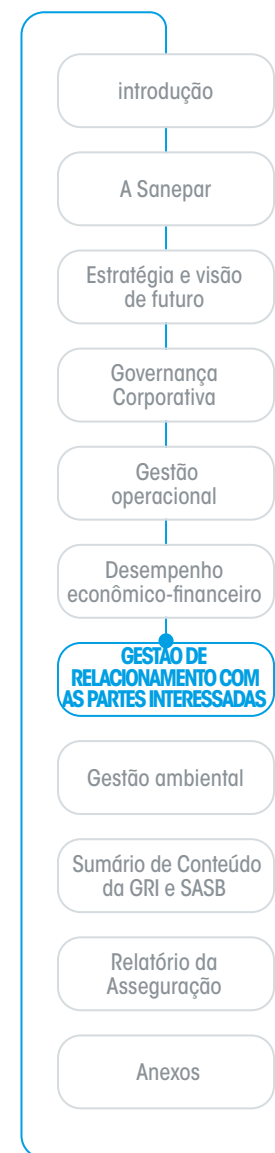 introdução
A Sanepar
Estratégia e visão
de futuro
Governança
Corporativa
Gestão
operacional
Desempenho
econômico-financeiro
GESTÃO DE
RELACIONAMENTO COM
AS PARTES INTERESSADAS
Gestão ambiental
Sumário de Conteúdo
da GRI e SASB
Relatório da
Asseguração
Anexos